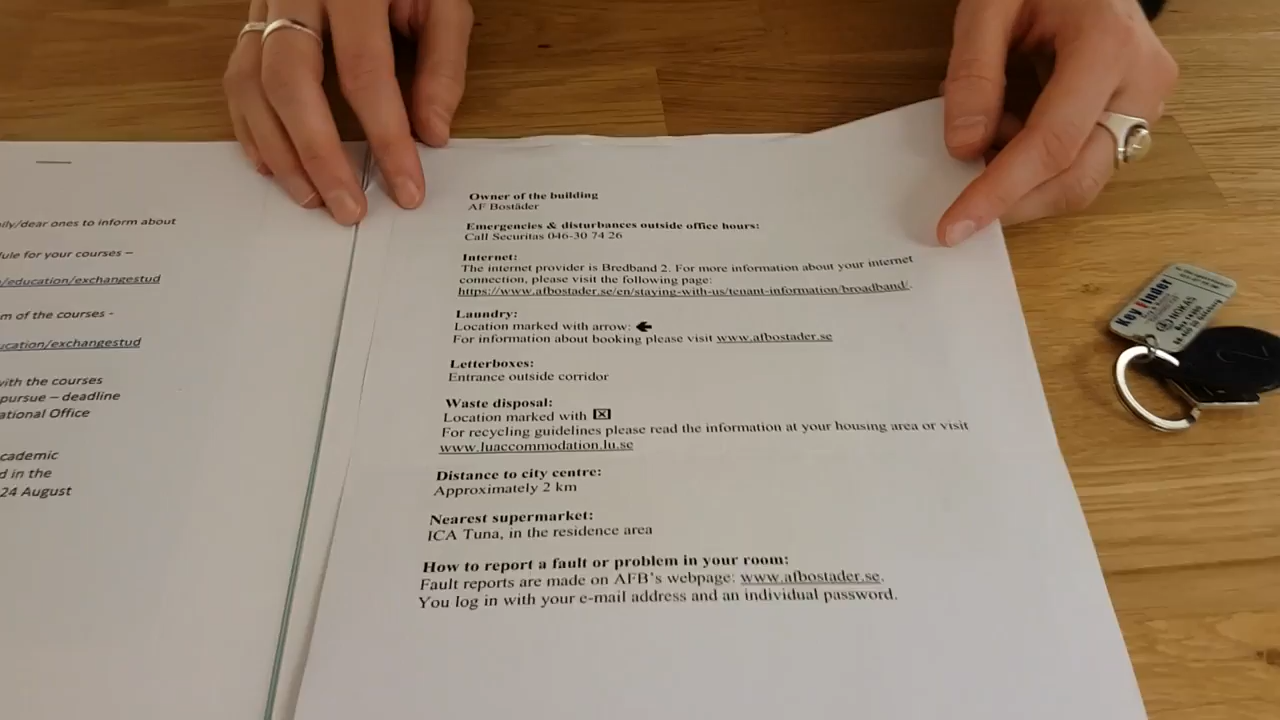 ily/dear ones to inform about
ule for your courses –
/education/exchangestud
m of the courses -
ucation/exchangestud
with the courses
pursue – deadline
ational Office
cademic
d in the
24 August
Owner of the building
AF Bostäder
Emergencies & disturbances outside office hours:
Call Securitas 046-30 74 26
Internet:
The internet provider is Bredband 2. For more information about your internet
connection, please visit the following page:
https://www.afbostader.se/en/staying-with-us/tenant-information/broadband/.
Laundry:
Location marked with arrow:
For information about booking please visit www.afbostader.se
Letterboxes:
Entrance outside corridor
Waste disposal:
Location marked with
For recycling guidelines please read the information at your housing area or visit
www.luaccommodation.lu.se
Distance to city centre:
Approximately 2 km
Nearest supermarket:
ICA Tuna, in the residence area
How to report a fault or problem in your room:
Fault reports are made on AFB's webpage: www.afbostader.se.
You log in with your e-mail address and an individual password.
Key Finder
NOKAS